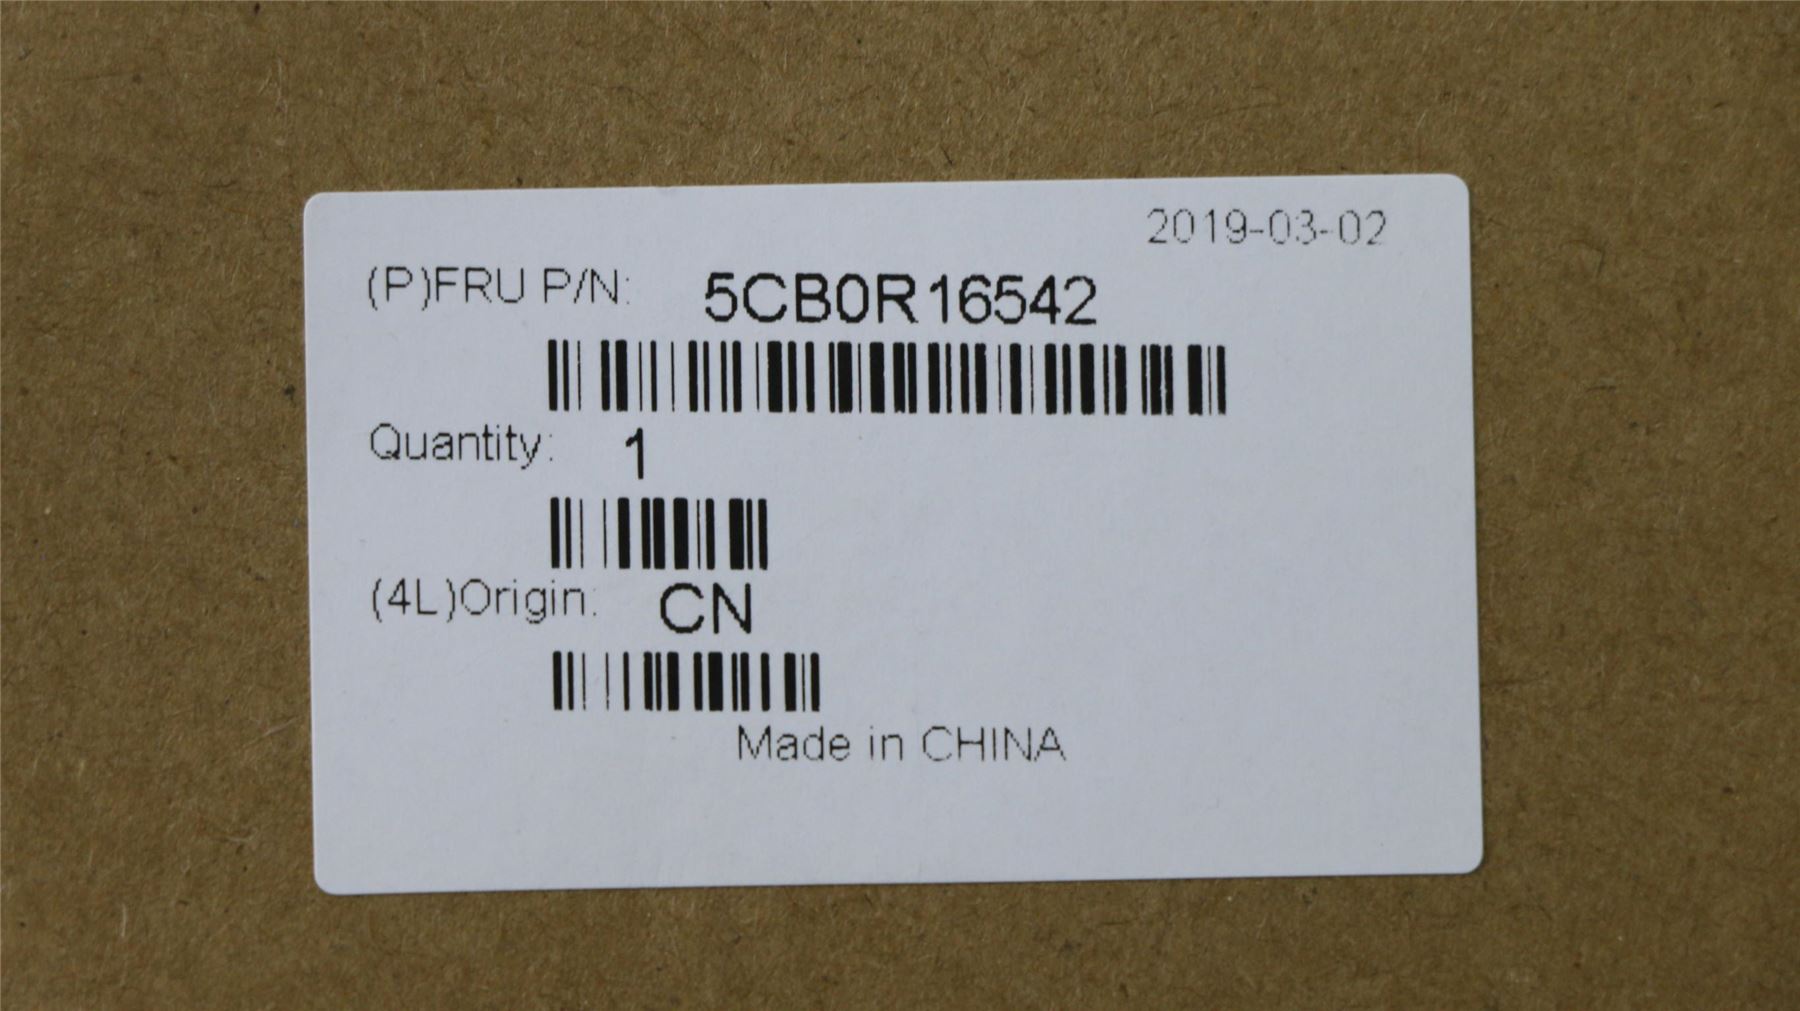 2019-03-02
(P)FRU P/N: 5CB0R16542
Quantity: 1
(4L)Origin: CN
Made in CHINA